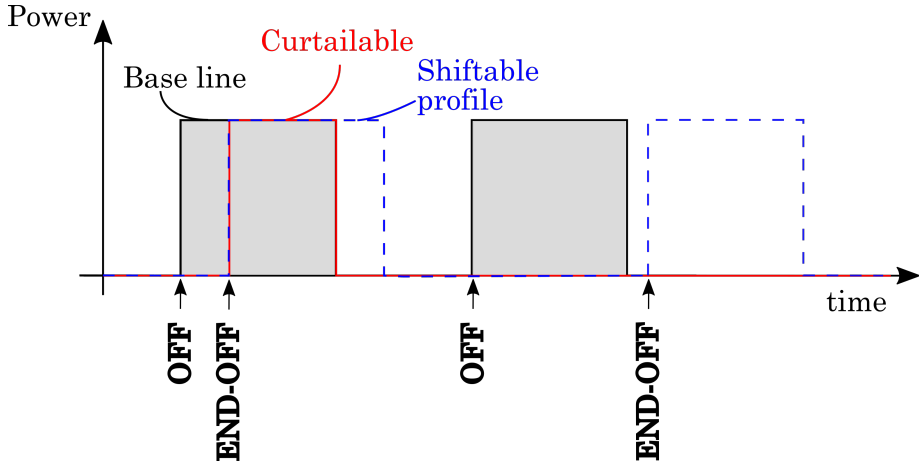 Power
Curtailable
Base line
Shiftable
profile
time
OFF
END-OFF
OFF
END-OFF